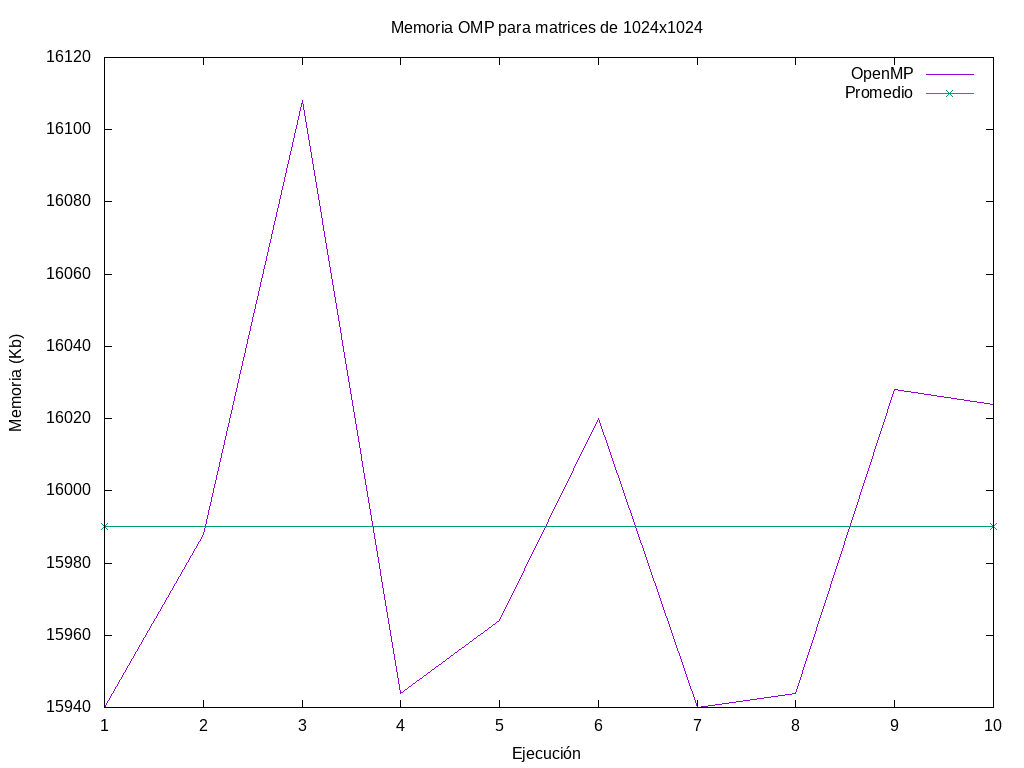 Memoria OMP para matrices de 1024x1024
16120
16100
16080
16060
16040
16020
16000
15980
15960
15940
Memoria (Kb)
OpenMP
Promedio
1 2 3 4 5 6 7 8 9 10
Ejecución